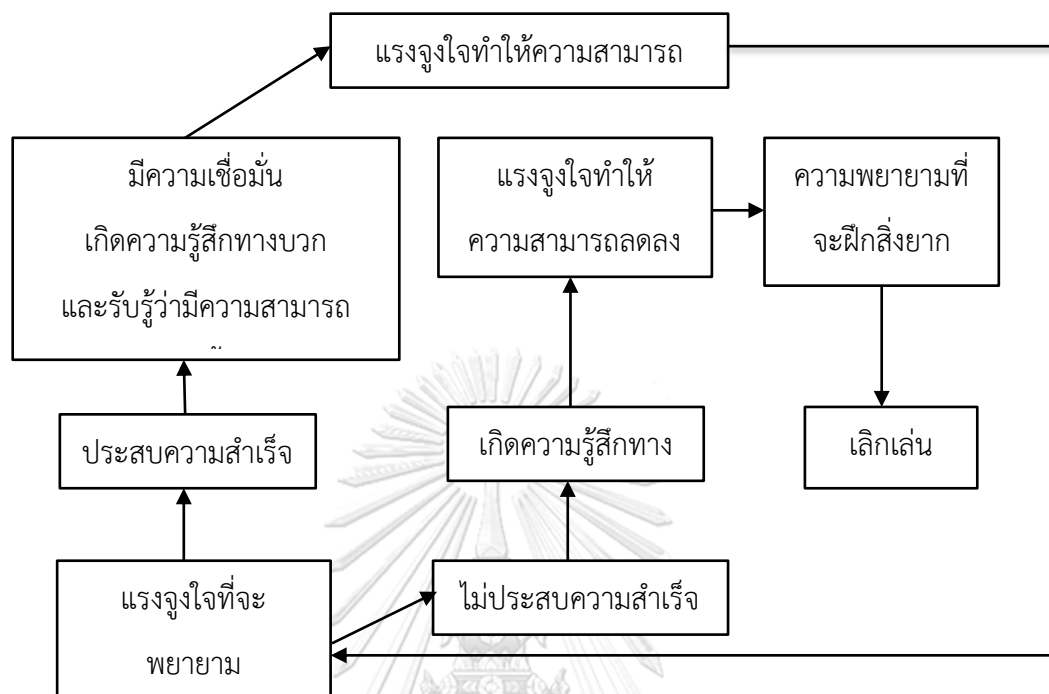 แรงจูงใจทำให้ความสามารถ
มีความเชื่อมั่น
เกิดความรู้สึกทางบวก
และรับรู้ว่ามีความสามารถ
แรงจูงใจทำให้
ความสามารถลดลง
ความพยายามที่
จะฝึกสิ่งยาก
ประสบความสำเร็จ
เกิดความรู้สึกทาง
เลิกเล่น
แรงจูงใจที่จะ
พยายาม
ไม่ประสบความสำเร็จ